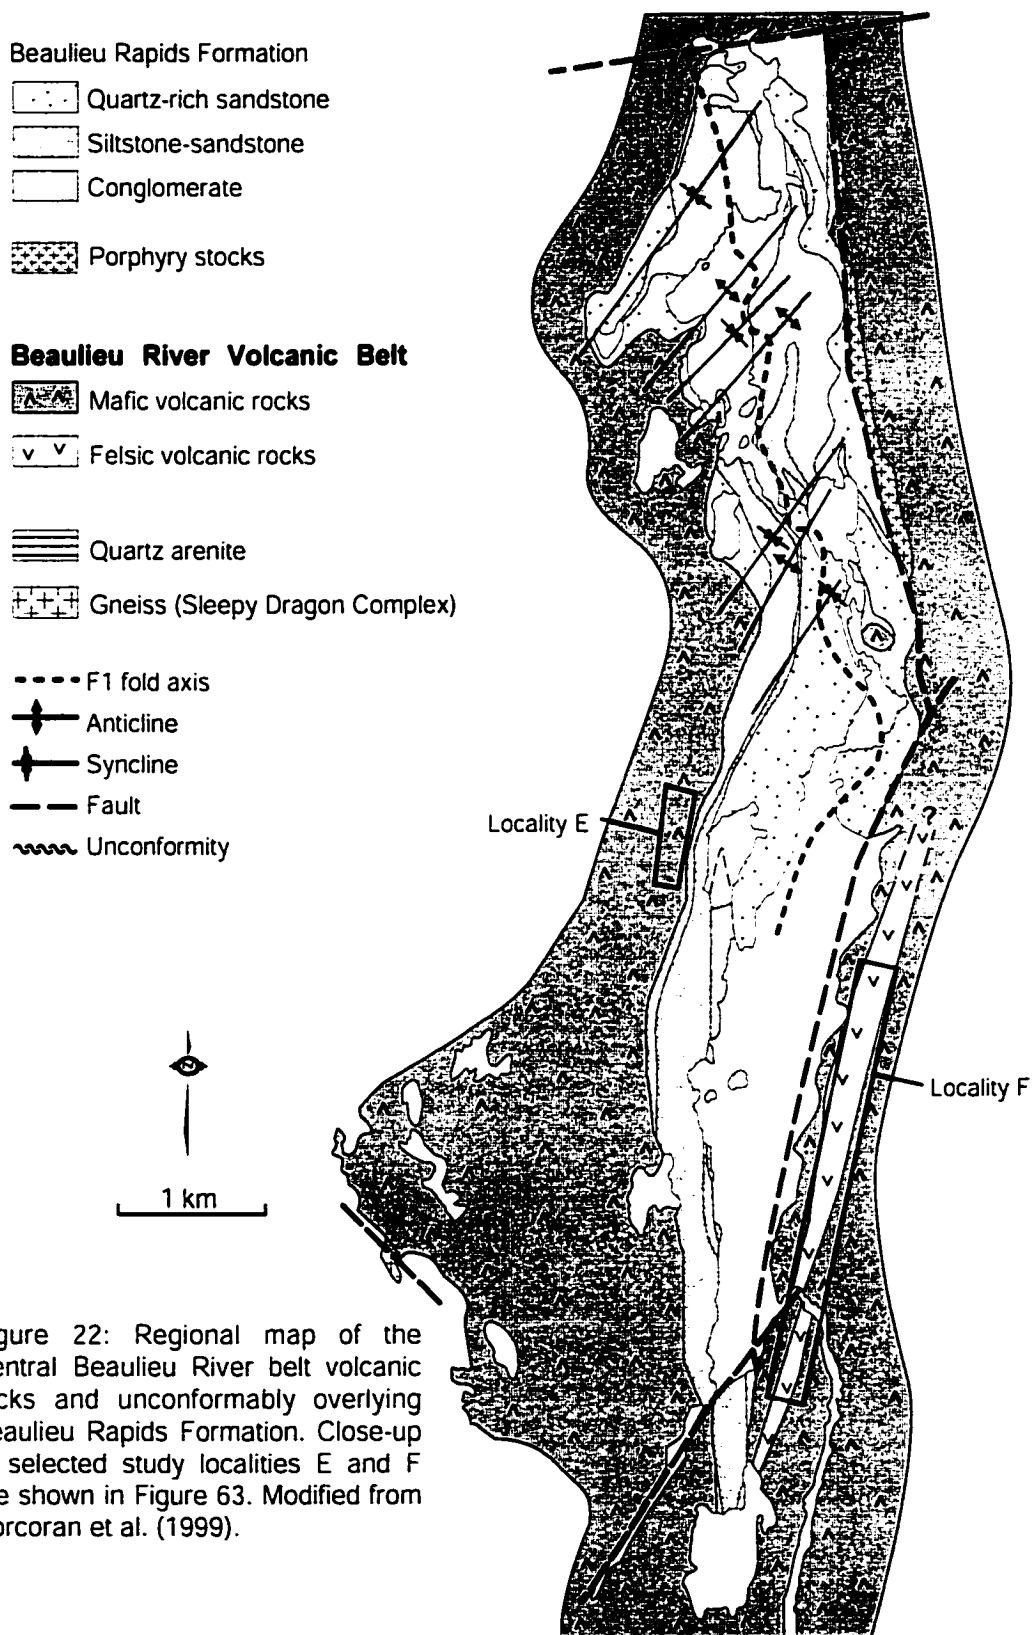 Beaulieu Rapids Formation
Quartz-rich sandstone
Siltstone-sandstone
Conglomerate
Porphyry stocks
Beaulieu River Volcanic Belt
Mafic volcanic rocks
Felsic volcanic rocks
Quartz arenite
Gneiss (Sleepy Dragon Complex)
F1 fold axis
Anticline
Syncline
Fault
Unconformity
Locality E
?
Locality F
N
1 km
gure 22: Regional map of the
entral Beaulieu River belt volcanic
cks and unconformably overlying
eaulieu Rapids Formation. Close-up
selected study localities E and F
e shown in Figure 63. Modified from
orcoran et al. (1999).